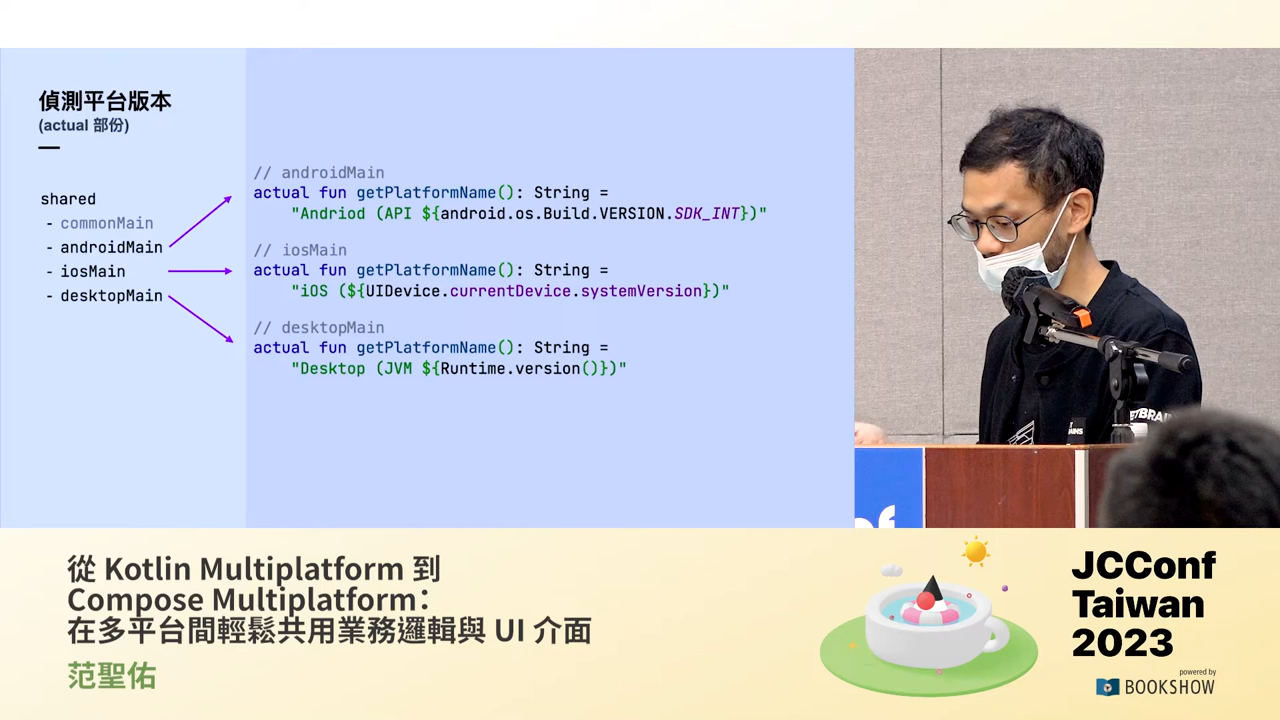 偵測平台版本
(actual 部份)
shared
- commonMain
- androidMain
- iosMain
- desktopMain
// androidMain
actual fun getPlatformName(): String =
"Andriod (API ${android.os.Build.VERSION.SDK_INT})"
// iosMain
actual fun getPlatformName(): String =
"iOS (${UIDevice.currentDevice.systemVersion})"
// desktopMain
actual fun getPlatformName(): String =
"Desktop (JVM ${Runtime.version()})"
從 Kotlin Multiplatform 到
Compose Multiplatform：
在多平台間輕鬆共用業務邏輯與 UI 介面
范聖佑
JCConf
Taiwan
2023
powered by
BOOKSHOW